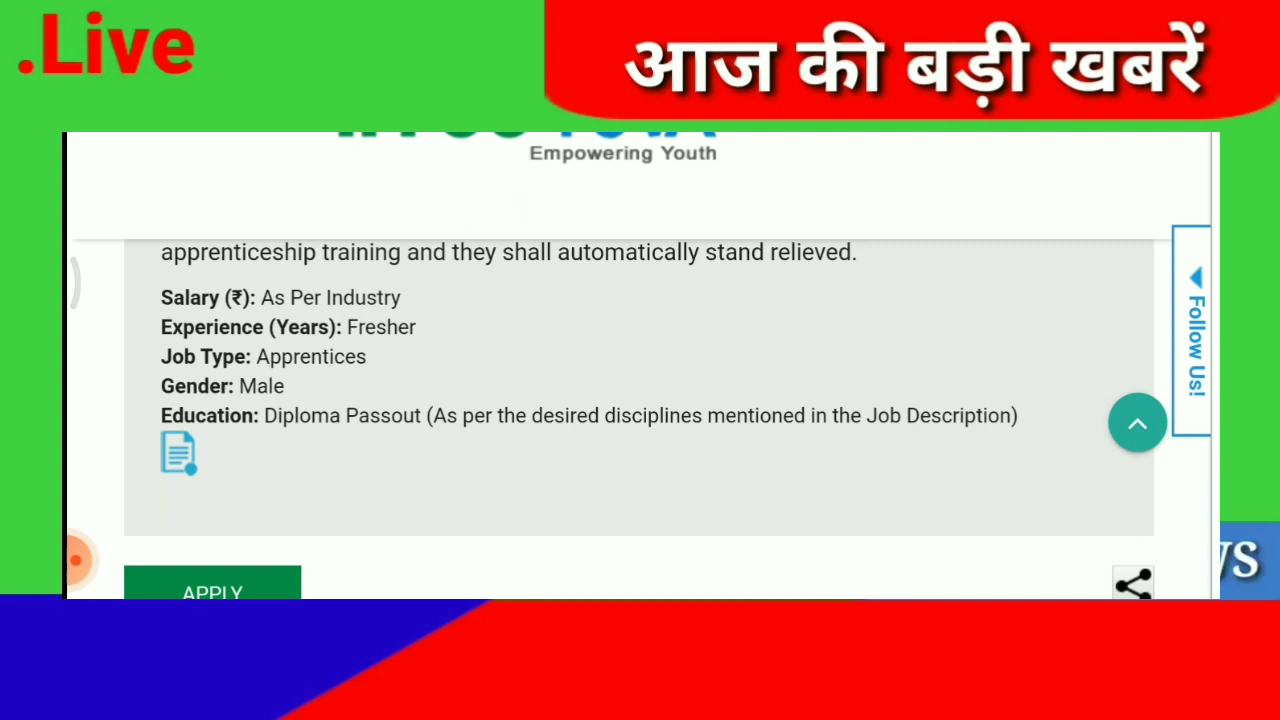 .Live
आज की बड़ी खबरें
Empowering Youth
apprenticeship training and they shall automatically stand relieved.
Salary (₹): As Per Industry
Experience (Years): Fresher
Job Type: Apprentices
Gender: Male
Education: Diploma Passout (As per the desired disciplines mentioned in the Job Description)
Follow Us!
APPLY